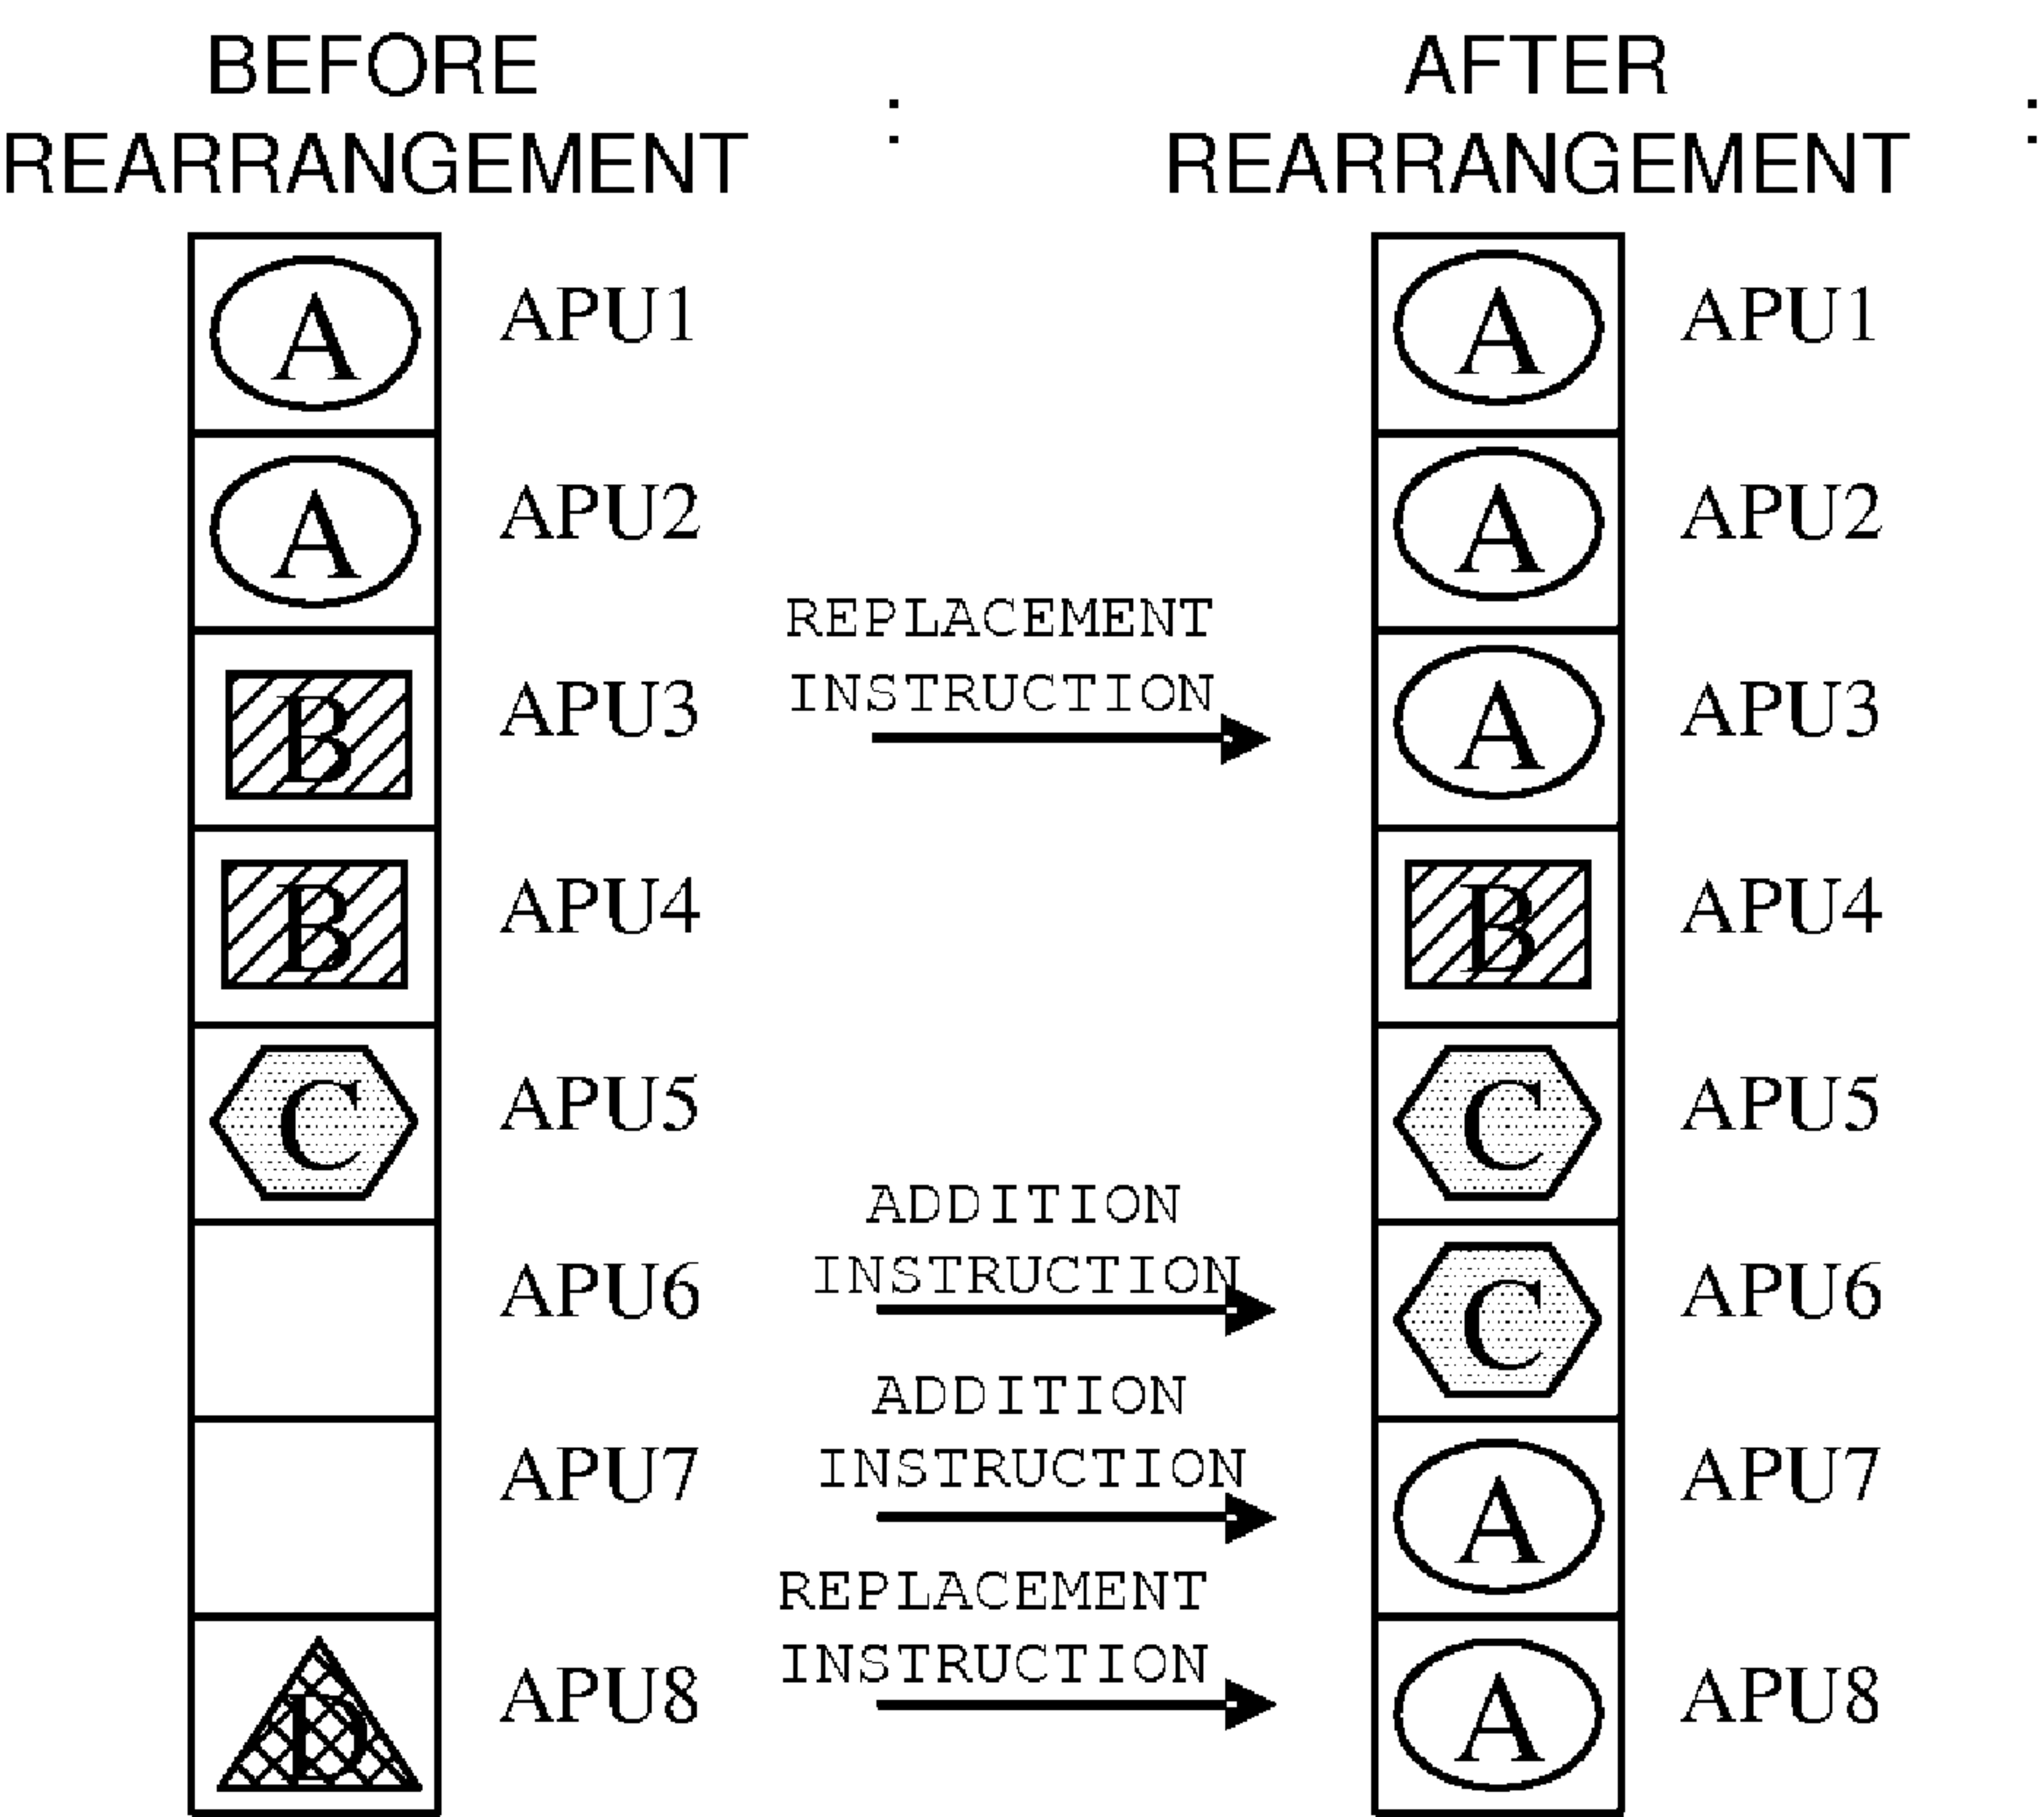 BEFORE
REARRANGEMENT :
AFTER
REARRANGEMENT :
A APU1 A APU1
A APU2 A APU2
REPLACEMENT
INSTRUCTION
B APU3 A APU3
B APU4 B APU4
C APU5 C APU5
ADDITION
INSTRUCTION
APU6 C APU6
ADDITION
INSTRUCTION
APU7 A APU7
REPLACEMENT
INSTRUCTION
D APU8 A APU8